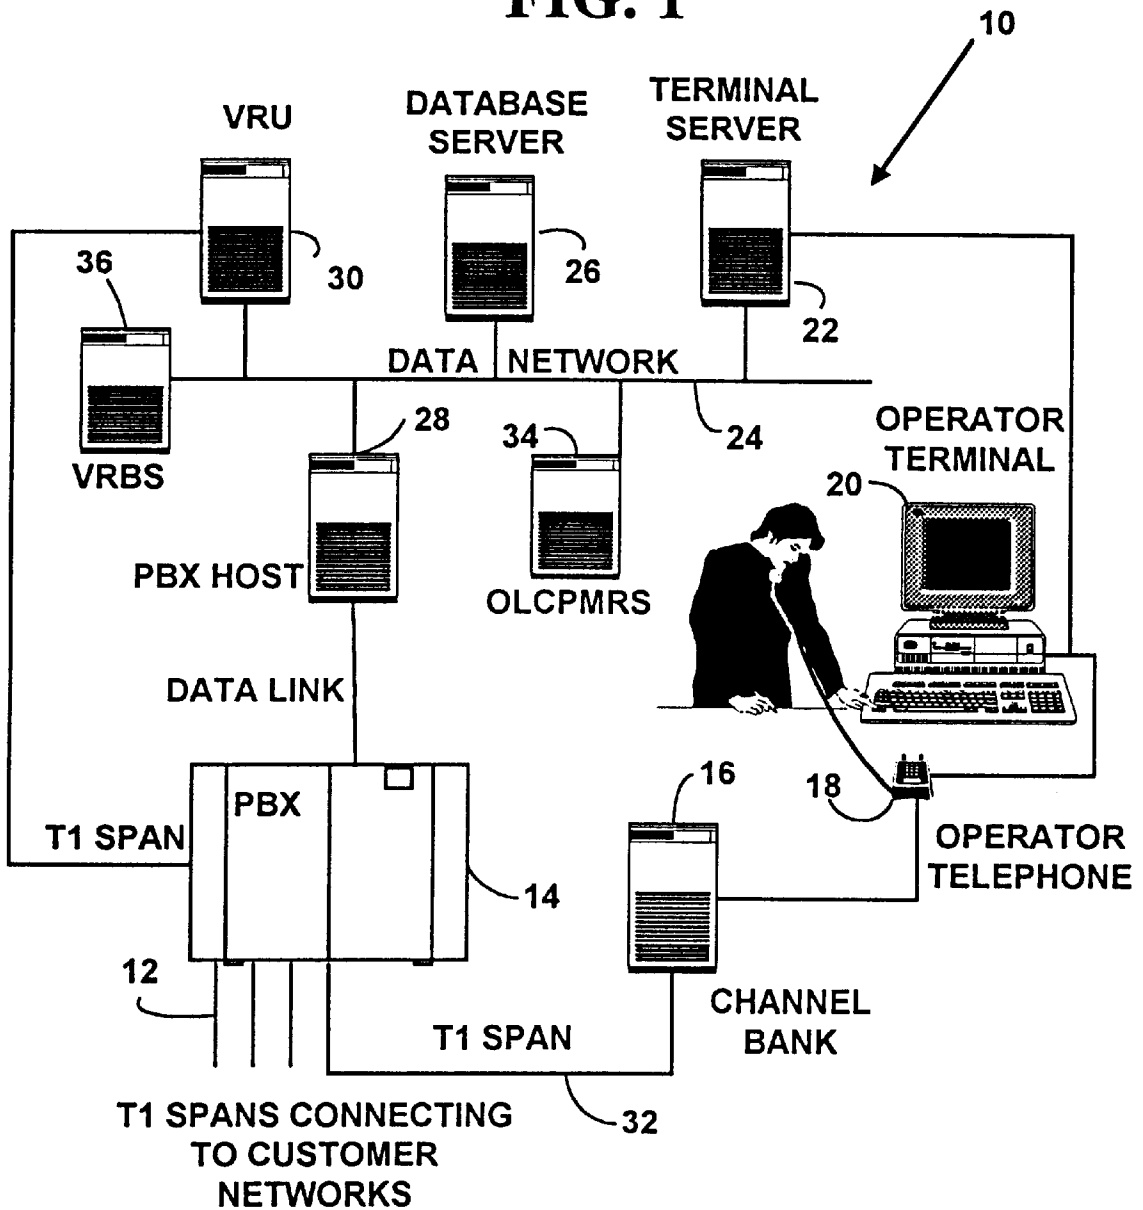 FIG. 1
10
VRU
DATABASE
SERVER
TERMINAL
SERVER
36
30
26
22
DATA NETWORK
28
34
24
VRBS
OPERATOR
TERMINAL
20
PBX HOST
OLCPMRS
DATA LINK
16
18
PBX
T1 SPAN
OPERATOR
TELEPHONE
14
12
CHANNEL
BANK
T1 SPAN
32
T1 SPANS CONNECTING
TO CUSTOMER
NETWORKS